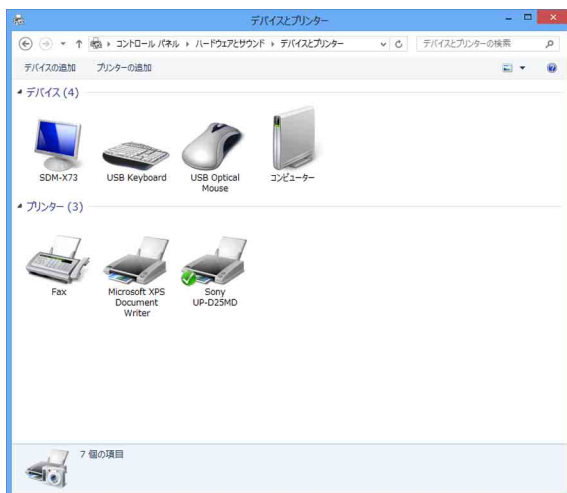 デバイスとプリンター
コントロール パネル ハードウェアとサウンド デバイスとプリンター デバイスとプリンターの検索
デバイスの追加 プリンターの追加
デバイス (4)
SDM-X73
USB Keyboard
USB Optical
Mouse
コンピューター
プリンター (3)
Fax
Microsoft XPS
Document
Writer
Sony
UP-D25MD
7 個の項目